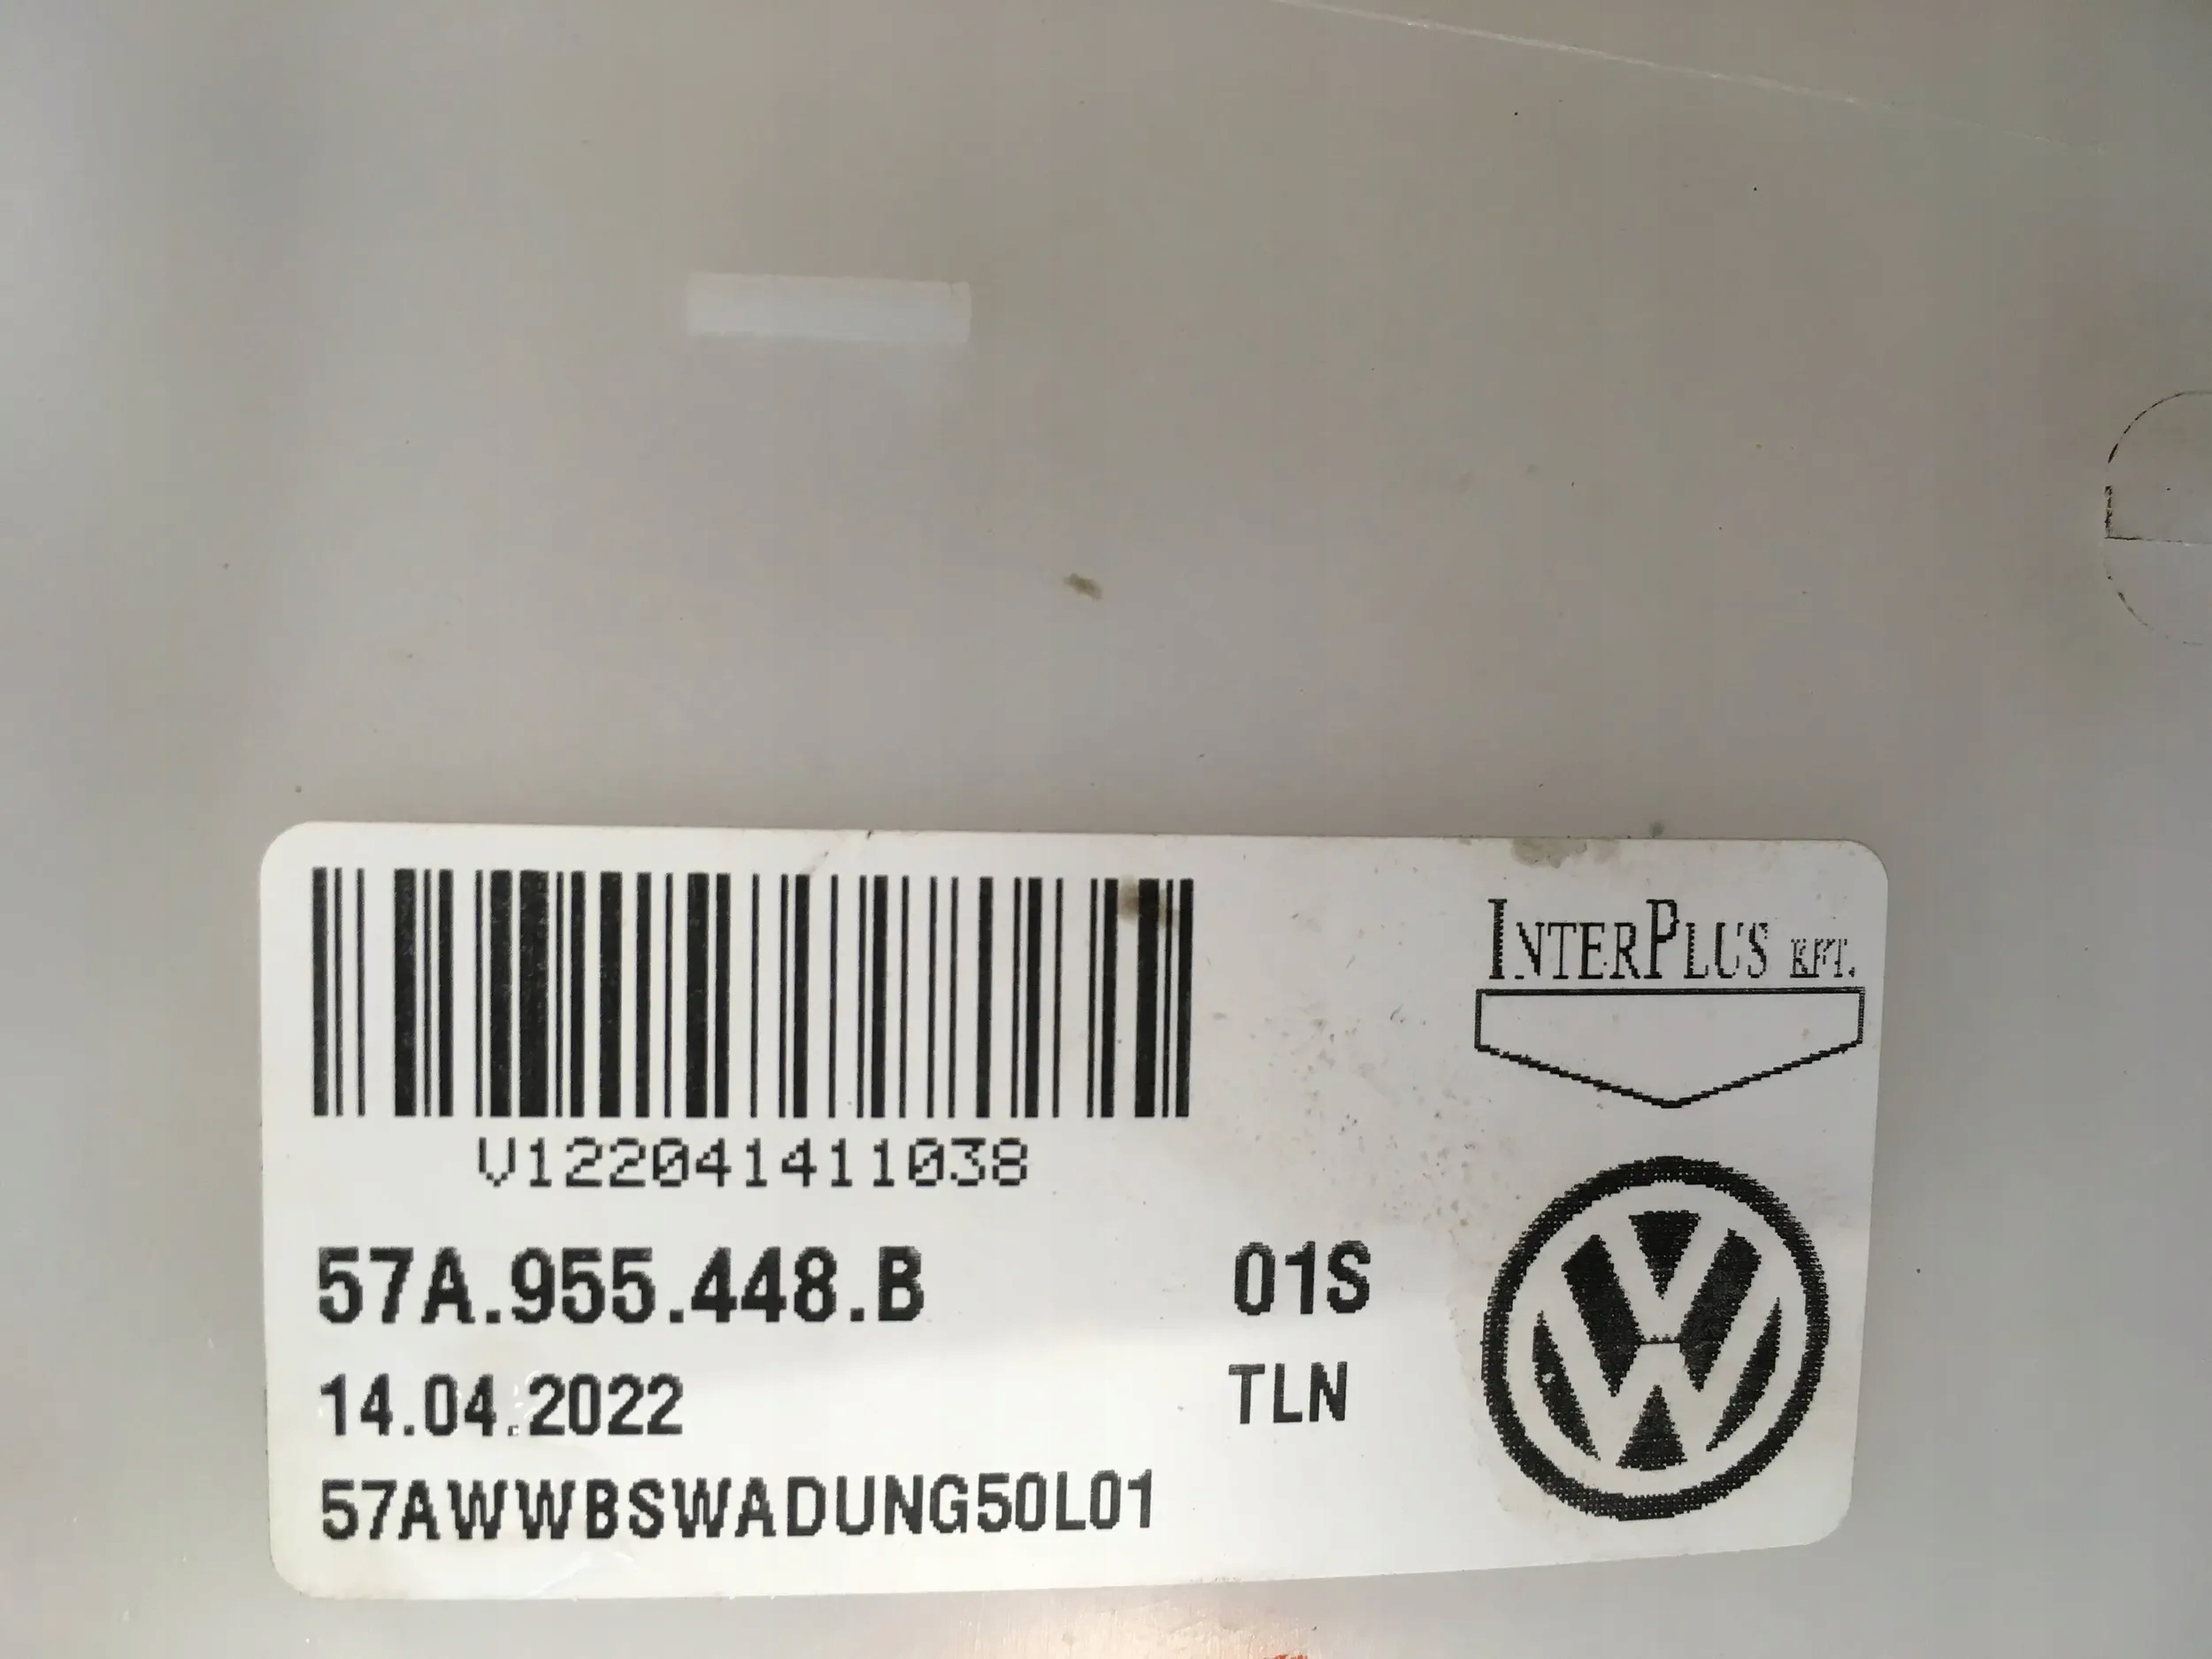 INTERPLUS KFT.
V122041411038
57A.955.448.B 01S
14.04.2022 TLN
57AWWBSWADUNG50L01